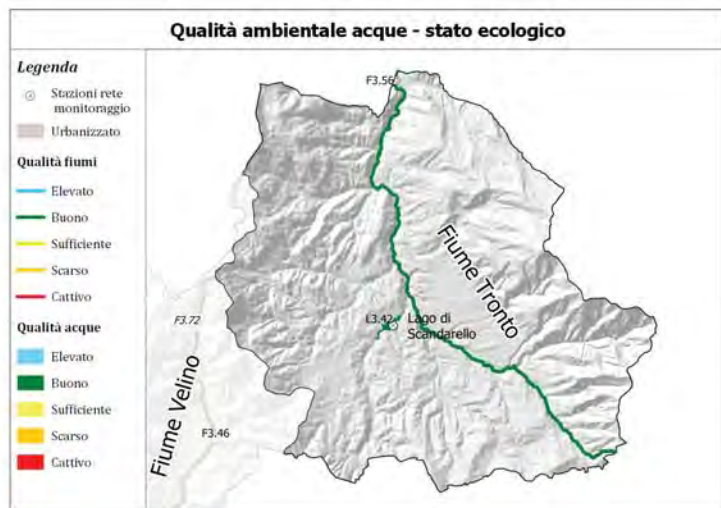 Qualità ambientale acque - stato ecologico
Legenda
Stazioni rete
monitoraggio
Urbanizzato
Qualità fiumi
Elevato
Buono
Sufficiente
Scarso
Cattivo
Qualità acque
Elevato
Buono
Sufficiente
Scarso
Cattivo
F3.56
Fiume Tronto
L3.42
Lago di
Scandarello
F3.72
Fiume Velino
F3.46